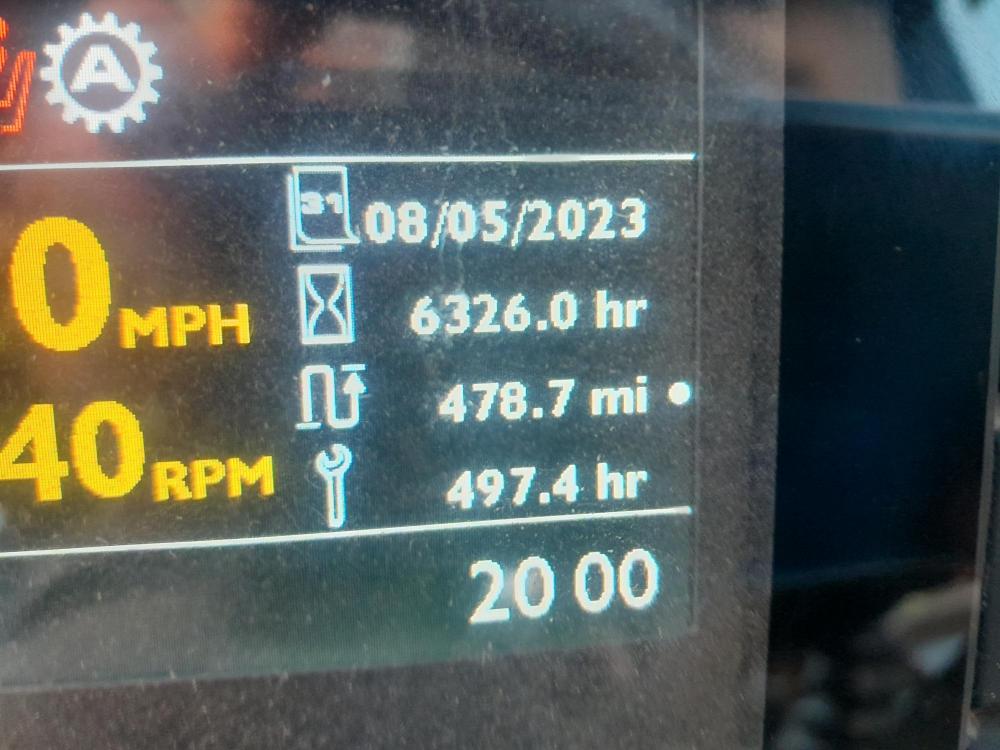 A
31 08/05/2023
0 MPH
6326.0 hr
478.7 mi
40 RPM
497.4 hr
20 00